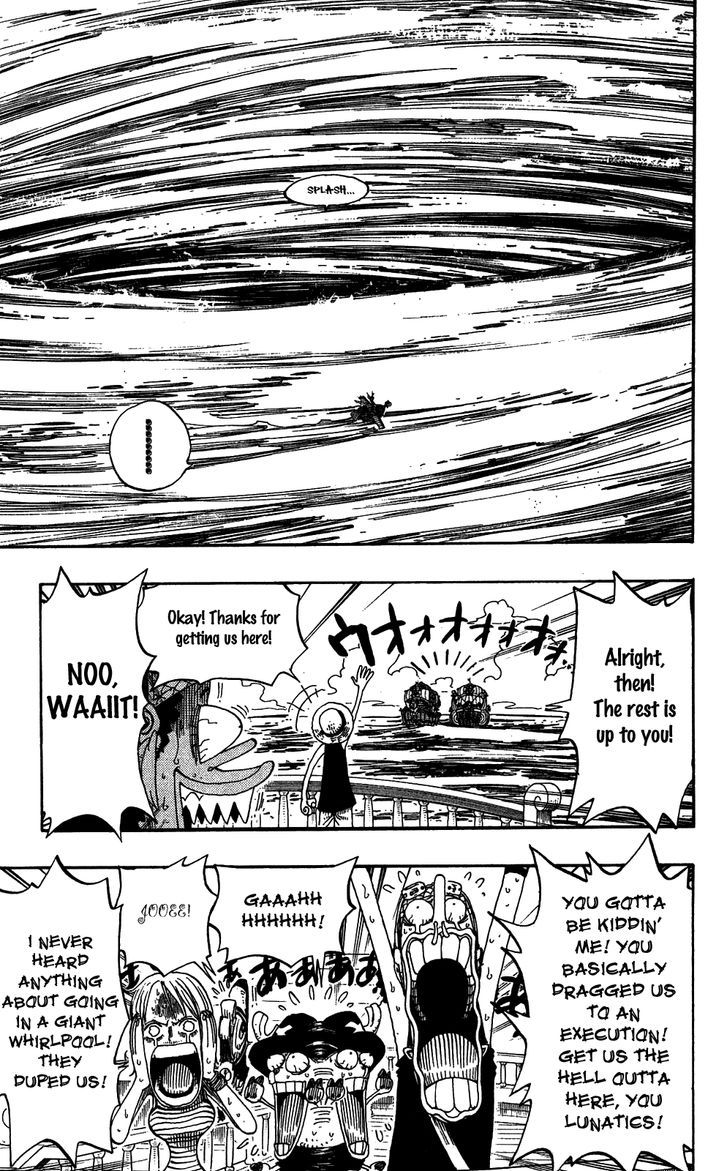 SPLASH...
Alright,
then!
The rest is
up to you!
ウオオオオオオオ
Okay! Thanks for
getting us here!
NOO,
WAAIIT!
YOU GOTTA
BE KIDDIN'
ME! YOU
BASICALLY
DRAGGED US
TO AN
EXECUTION!
GET US THE
HELL OUTTA
HERE, YOU
LUNATICS!
GAAAHH
HHHHHH!
JOOEE!
I NEVER
HEARD
ANYTHING
ABOUT GOING
IN A GIANT
WHIRLPOOL!
THEY
DUPED US!